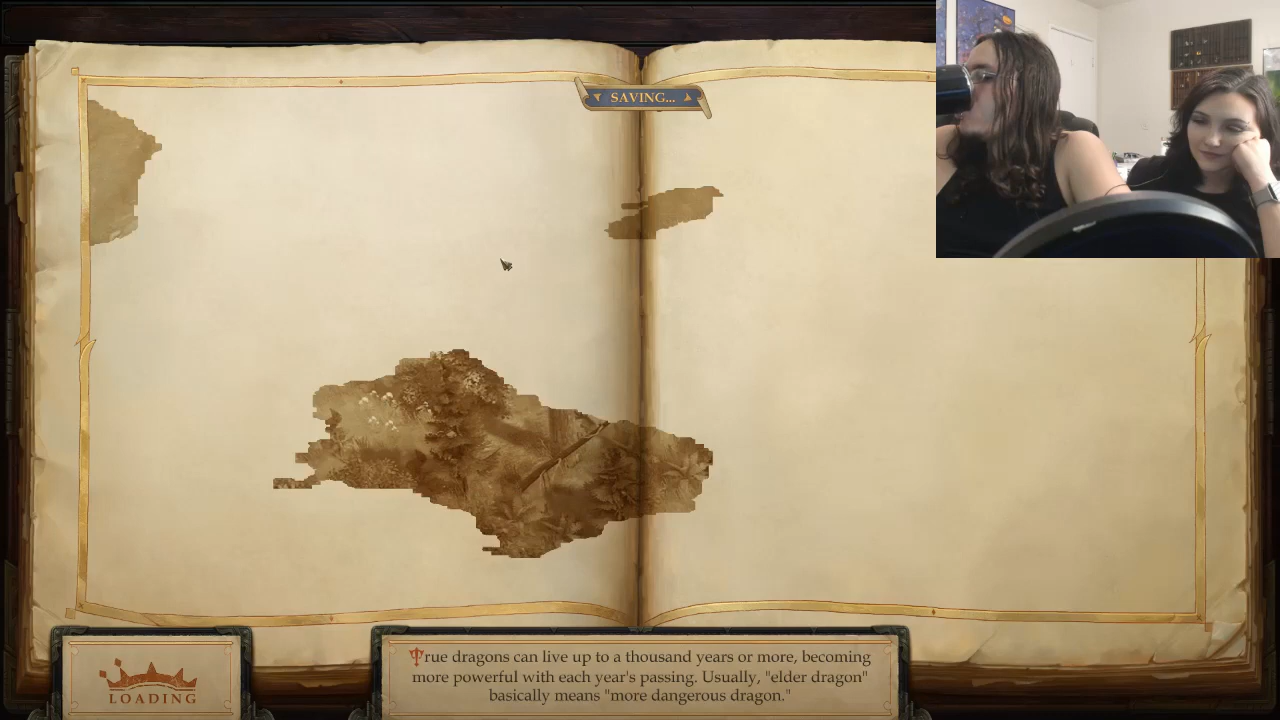 SAVING...
True dragons can live up to a thousand years or more, becoming
more powerful with each year's passing. Usually, "elder dragon"
basically means "more dangerous dragon."
LOADING